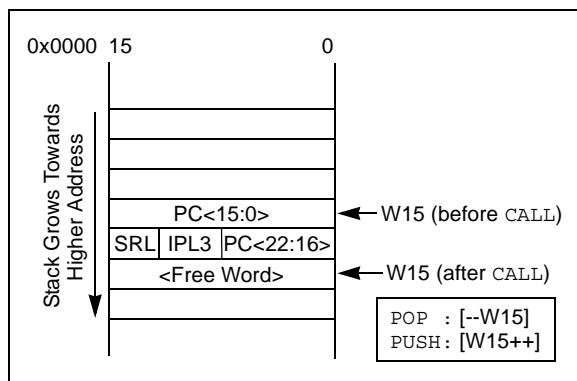 0x0000 15 0
Stack Grows Towards
Higher Address
PC<15:0> W15 (before CALL)
SRL IPL3 PC<22:16>
<Free Word> W15 (after CALL)
POP : [--W15]
PUSH: [W15++]